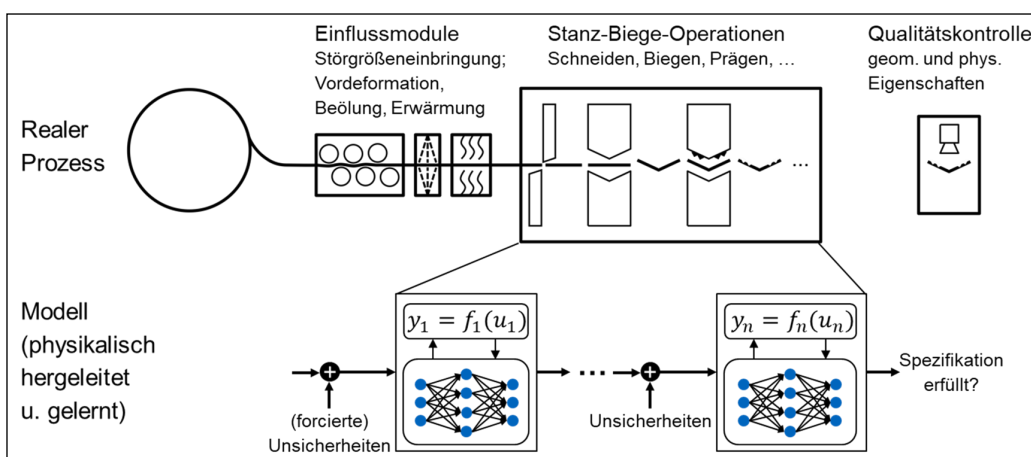 Einflussmodule
Störgrößeneinbringung;
Vordeformation,
Beölung, Erwärmung
Stanz-Biege-Operationen
Schneiden, Biegen, Prägen, …
Qualitätskontrolle
geom. und phys.
Eigenschaften
Realer
Prozess
...
Modell
(physikalisch
hergeleitet
u. gelernt)
(forcierte)
Unsicherheiten
y₁ = f₁(u₁)
Unsicherheiten
yₙ = fₙ(uₙ)
Spezifikation
erfüllt?